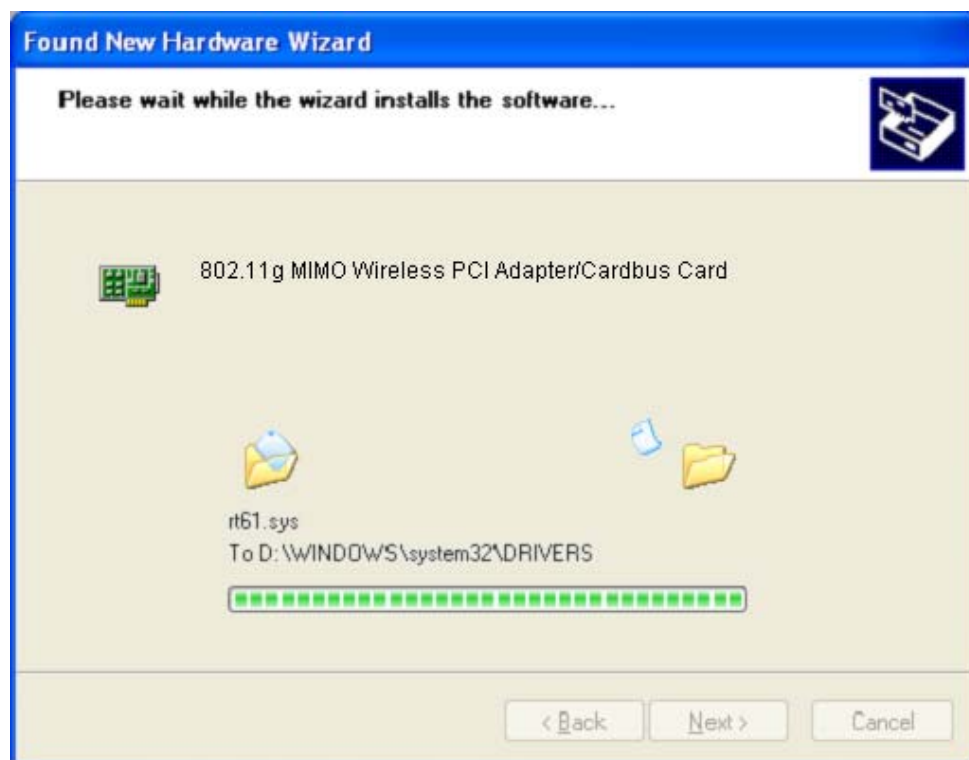 Found New Hardware Wizard
Please wait while the wizard installs the software...
802.11g MIMO Wireless PCI Adapter/Cardbus Card
rt61.sys
To D:\WINDOWS\system32\DRIVERS
< Back
Next >
Cancel